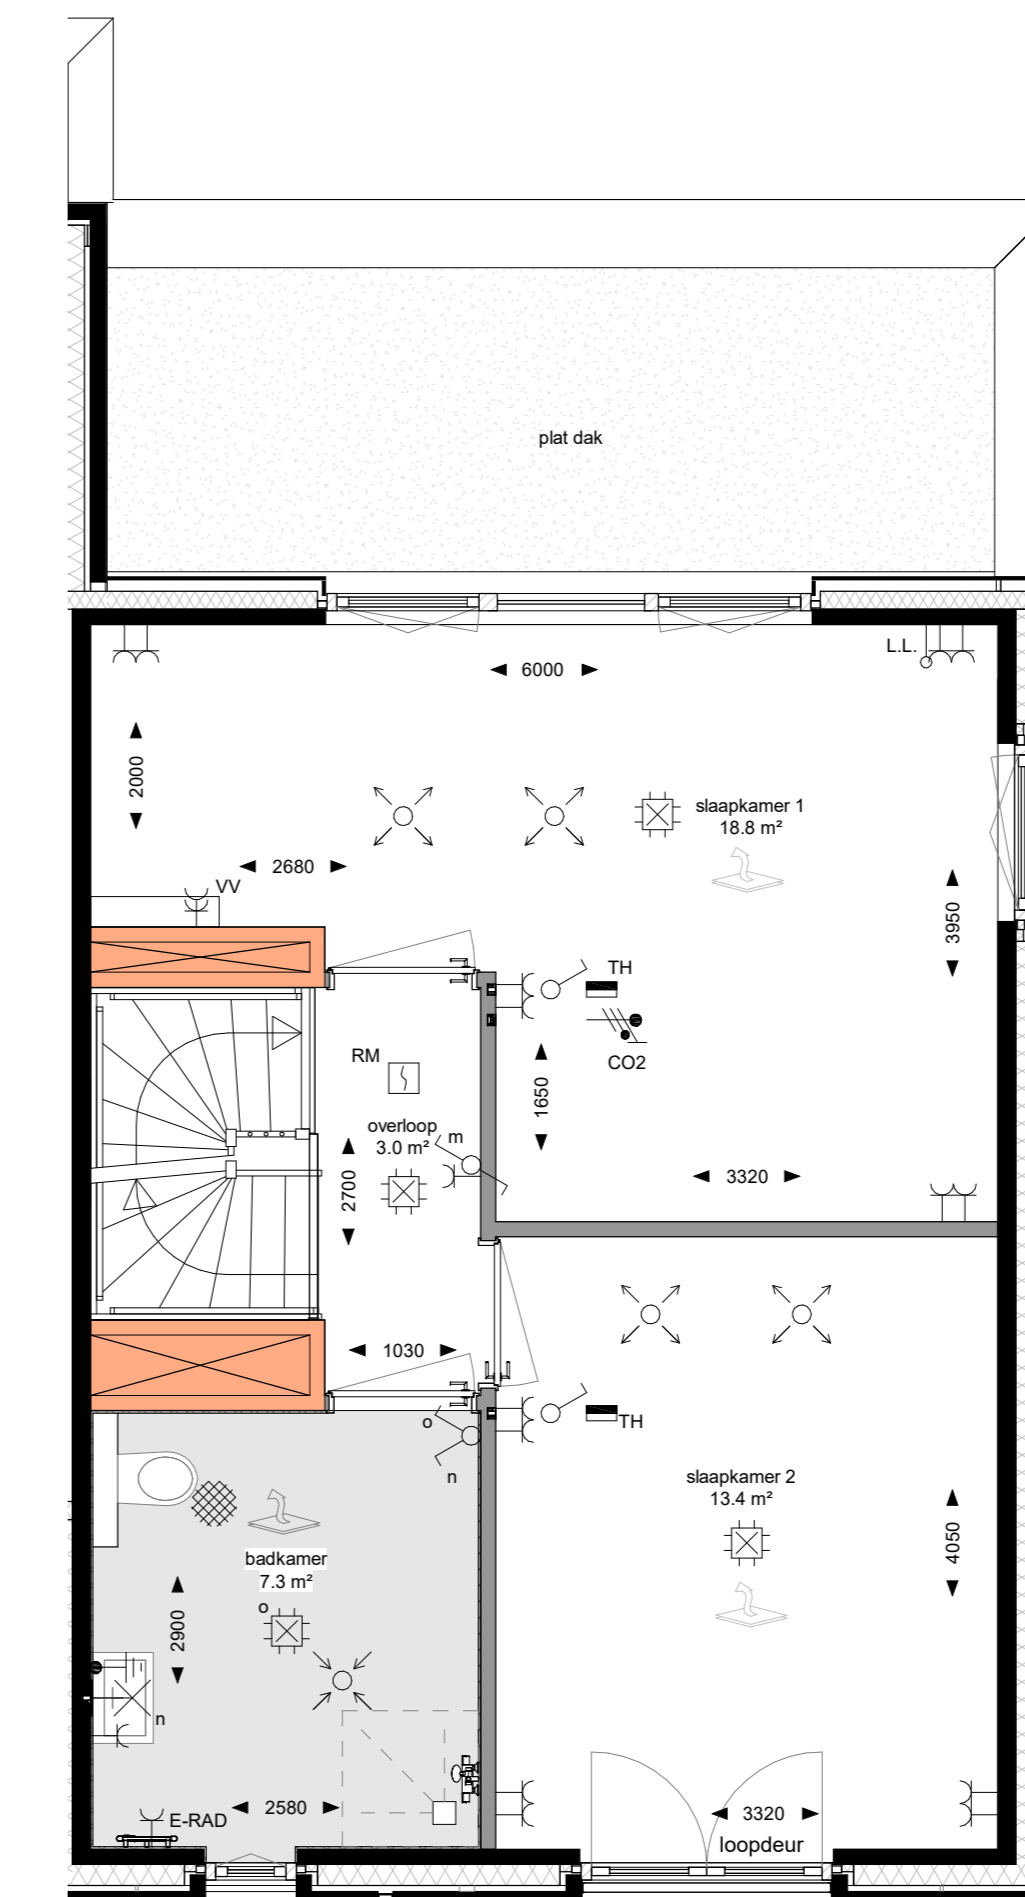 plat dak
L.L.
6000
2000
slaapkamer 1
18.8 m²
2680
VV
3950
TH
RM
CO2
1650
overloop
3.0 m²
m
2700
3320
1030
o
TH
n
slaapkamer 2
13.4 m²
4050
badkamer
7.3 m²
o
2900
n
2580
E-RAD
3320
loopdeur